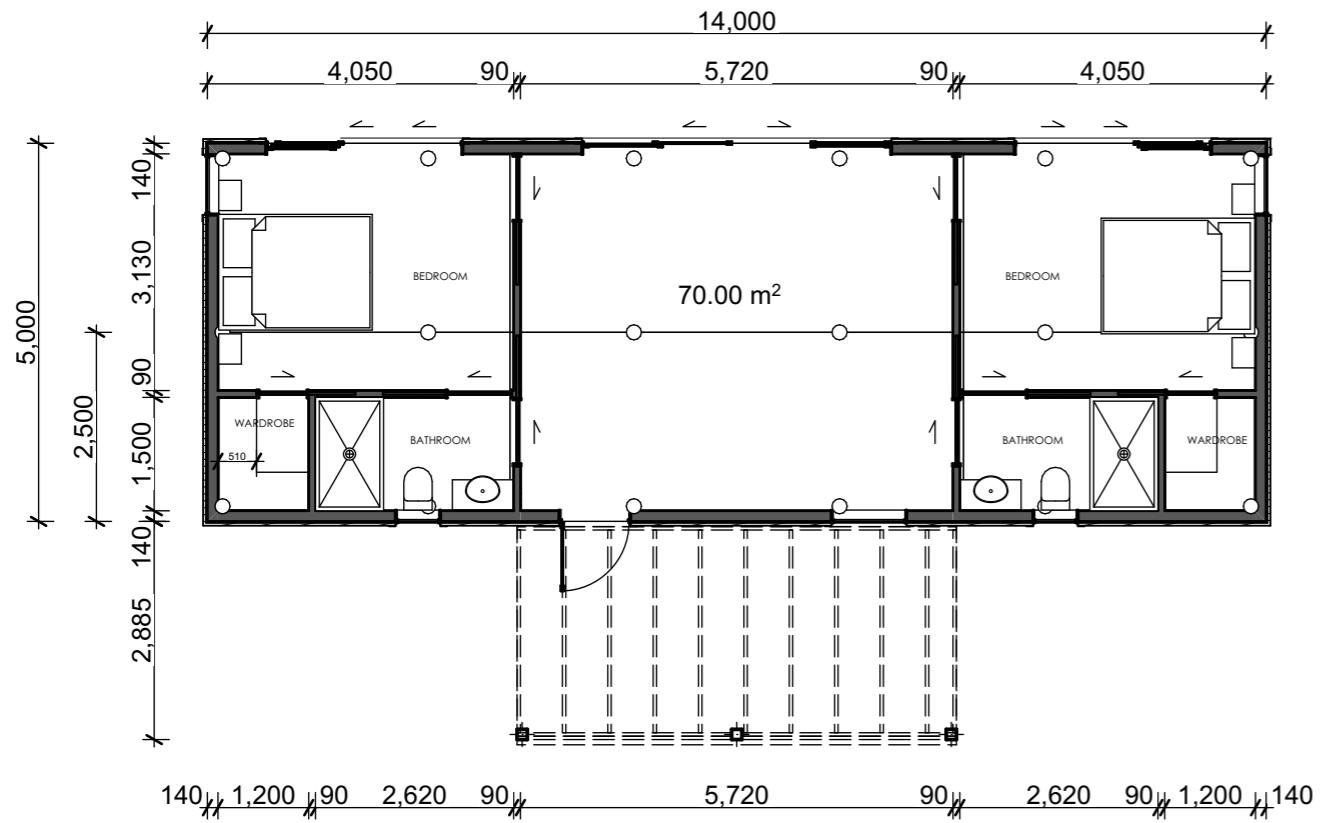 14,000
4,050 90 5,720 90 4,050
140
3,130
5,000
90
2,500
1,500
140
2,885
BEDROOM
BEDROOM
70.00 m²
WARDROBE
BATHROOM
BATHROOM
WARDROBE
510
140 1,200 90 2,620 90 5,720 90 2,620 90 1,200 140